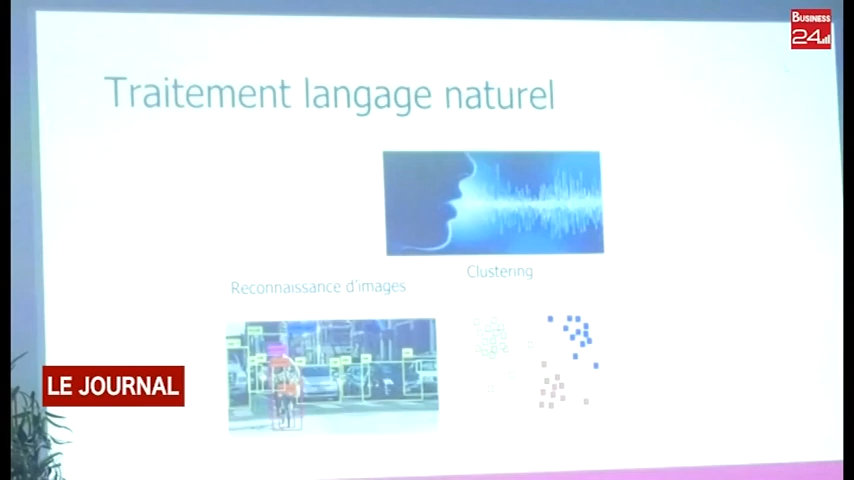 BUSINESS
24
Traitement langage naturel
Clustering
Reconnaissance d'images
LE JOURNAL